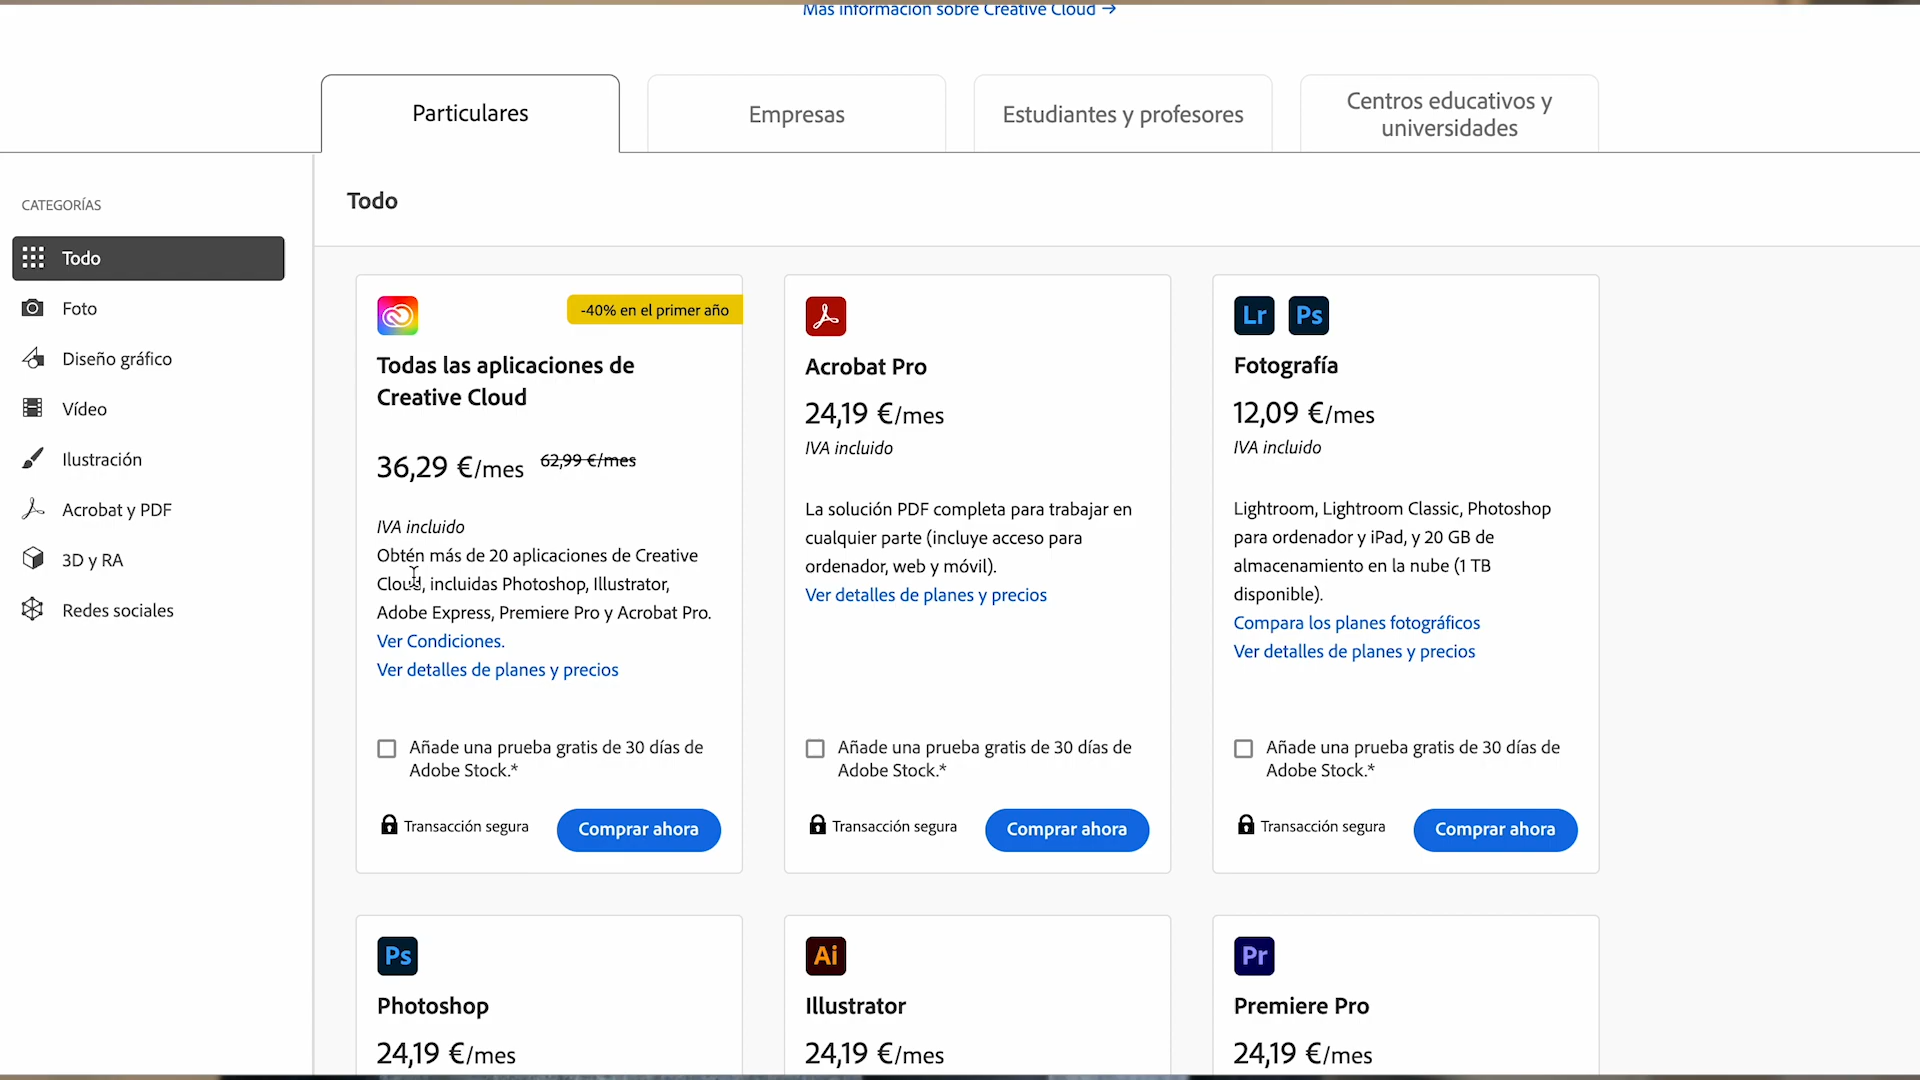 Más información sobre Creative Cloud →
Particulares
Empresas
Estudiantes y profesores
Centros educativos y
universidades
CATEGORÍAS
Todo
Foto
Diseño gráfico
Vídeo
Ilustración
Acrobat y PDF
3D y RA
Redes sociales
Todo
-40% en el primer año
Todas las aplicaciones de
Creative Cloud
36,29 €/mes 62,99 €/mes
IVA incluido
Obtén más de 20 aplicaciones de Creative
Cloud, incluidas Photoshop, Illustrator,
Adobe Express, Premiere Pro y Acrobat Pro.
Ver Condiciones.
Ver detalles de planes y precios
Añade una prueba gratis de 30 días de
Adobe Stock.*
Transacción segura
Comprar ahora
Acrobat Pro
24,19 €/mes
IVA incluido
La solución PDF completa para trabajar en
cualquier parte (incluye acceso para
ordenador, web y móvil).
Ver detalles de planes y precios
Añade una prueba gratis de 30 días de
Adobe Stock.*
Transacción segura
Comprar ahora
Lr Ps
Fotografía
12,09 €/mes
IVA incluido
Lightroom, Lightroom Classic, Photoshop
para ordenador y iPad, y 20 GB de
almacenamiento en la nube (1 TB
disponible).
Compara los planes fotográficos
Ver detalles de planes y precios
Añade una prueba gratis de 30 días de
Adobe Stock.*
Transacción segura
Comprar ahora
Ps
Photoshop
24,19 €/mes
Ai
Illustrator
24,19 €/mes
Pr
Premiere Pro
24,19 €/mes